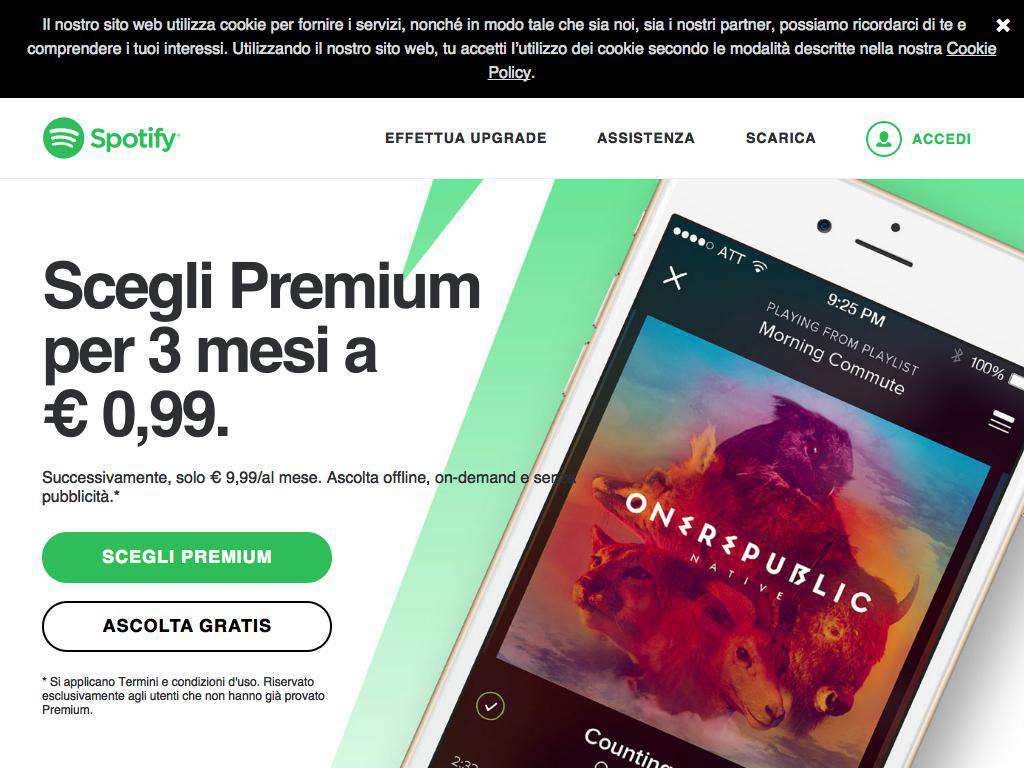 Il nostro sito web utilizza cookie per fornire i servizi, nonché in modo tale che sia noi, sia i nostri partner, possiamo ricordarci di te e
comprendere i tuoi interessi. Utilizzando il nostro sito web, tu accetti l'utilizzo dei cookie secondo le modalità descritte nella nostra Cookie
Policy.
Spotify
EFFETTUA UPGRADE
ASSISTENZA
SCARICA
ACCEDI
Scegli Premium
per 3 mesi a
€ 0,99.
Successivamente, solo € 9,99/al mese. Ascolta offline, on-demand e senza
pubblicità.*
SCEGLI PREMIUM
ASCOLTA GRATIS
* Si applicano Termini e condizioni d'uso. Riservato
esclusivamente agli utenti che non hanno già provato
Premium.
ATT
9:25 PM
100%
PLAYING FROM PLAYLIST
Morning Commute
ONEREPUBLIC
NATIVE
Counting